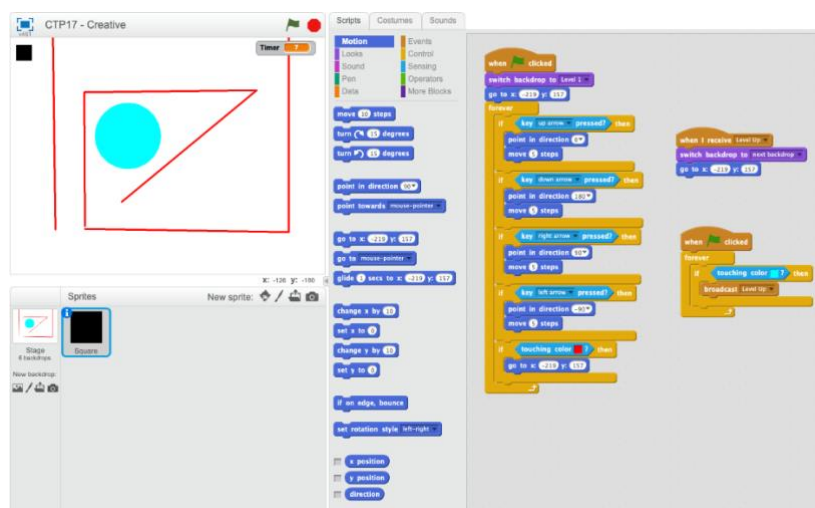 CTP17 - Creative
Timer 7
x: -126 y: -180
Sprites
New sprite:
Stage
4 backdrops
New backdrop:
Square
Scripts Costumes Sounds
Motion
Looks
Sound
Pen
Data
Events
Control
Sensing
Operators
More Blocks
move 10 steps
turn 15 degrees
turn 15 degrees
point in direction 90
point towards mouse-pointer
go to x: -219 y: 157
go to mouse-pointer
glide 1 secs to x: -219 y: 157
change x by 10
set x to 0
change y by 10
set y to 0
if on edge, bounce
set rotation style left-right
x position
y position
direction
when clicked
switch backdrop to Level 1
go to x: -219 y: 157
forever
if key up arrow pressed? then
point in direction 0
move 5 steps
if key down arrow pressed? then
point in direction 180
move 5 steps
if key right arrow pressed? then
point in direction 90
move 5 steps
if key left arrow pressed? then
point in direction -90
move 5 steps
if touching color ? then
go to x: -219 y: 157
when I receive Level Up
switch backdrop to next backdrop
go to x: -219 y: 157
when clicked
forever
if touching color ? then
broadcast Level Up